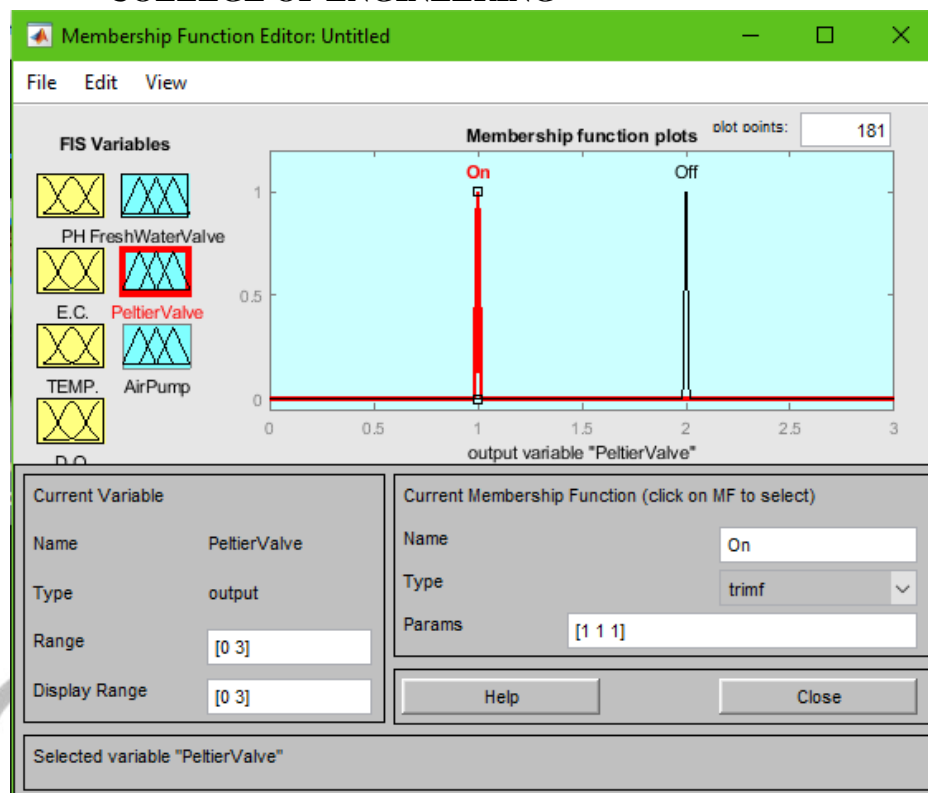 COLLEGE OF ENGINEERING
Membership Function Editor: Untitled
File Edit View
FIS Variables
Membership function plots
plot points:
181
PH
FreshWaterValve
E.C.
PeltierValve
TEMP.
AirPump
D.O.
On
Off
1
0.5
0
0 0.5 1 1.5 2 2.5 3
output variable "PeltierValve"
Current Variable
Name PeltierValve
Type output
Range [0 3]
Display Range [0 3]
Current Membership Function (click on MF to select)
Name On
Type trimf
Params [1 1 1]
Help
Close
Selected variable "PeltierValve"